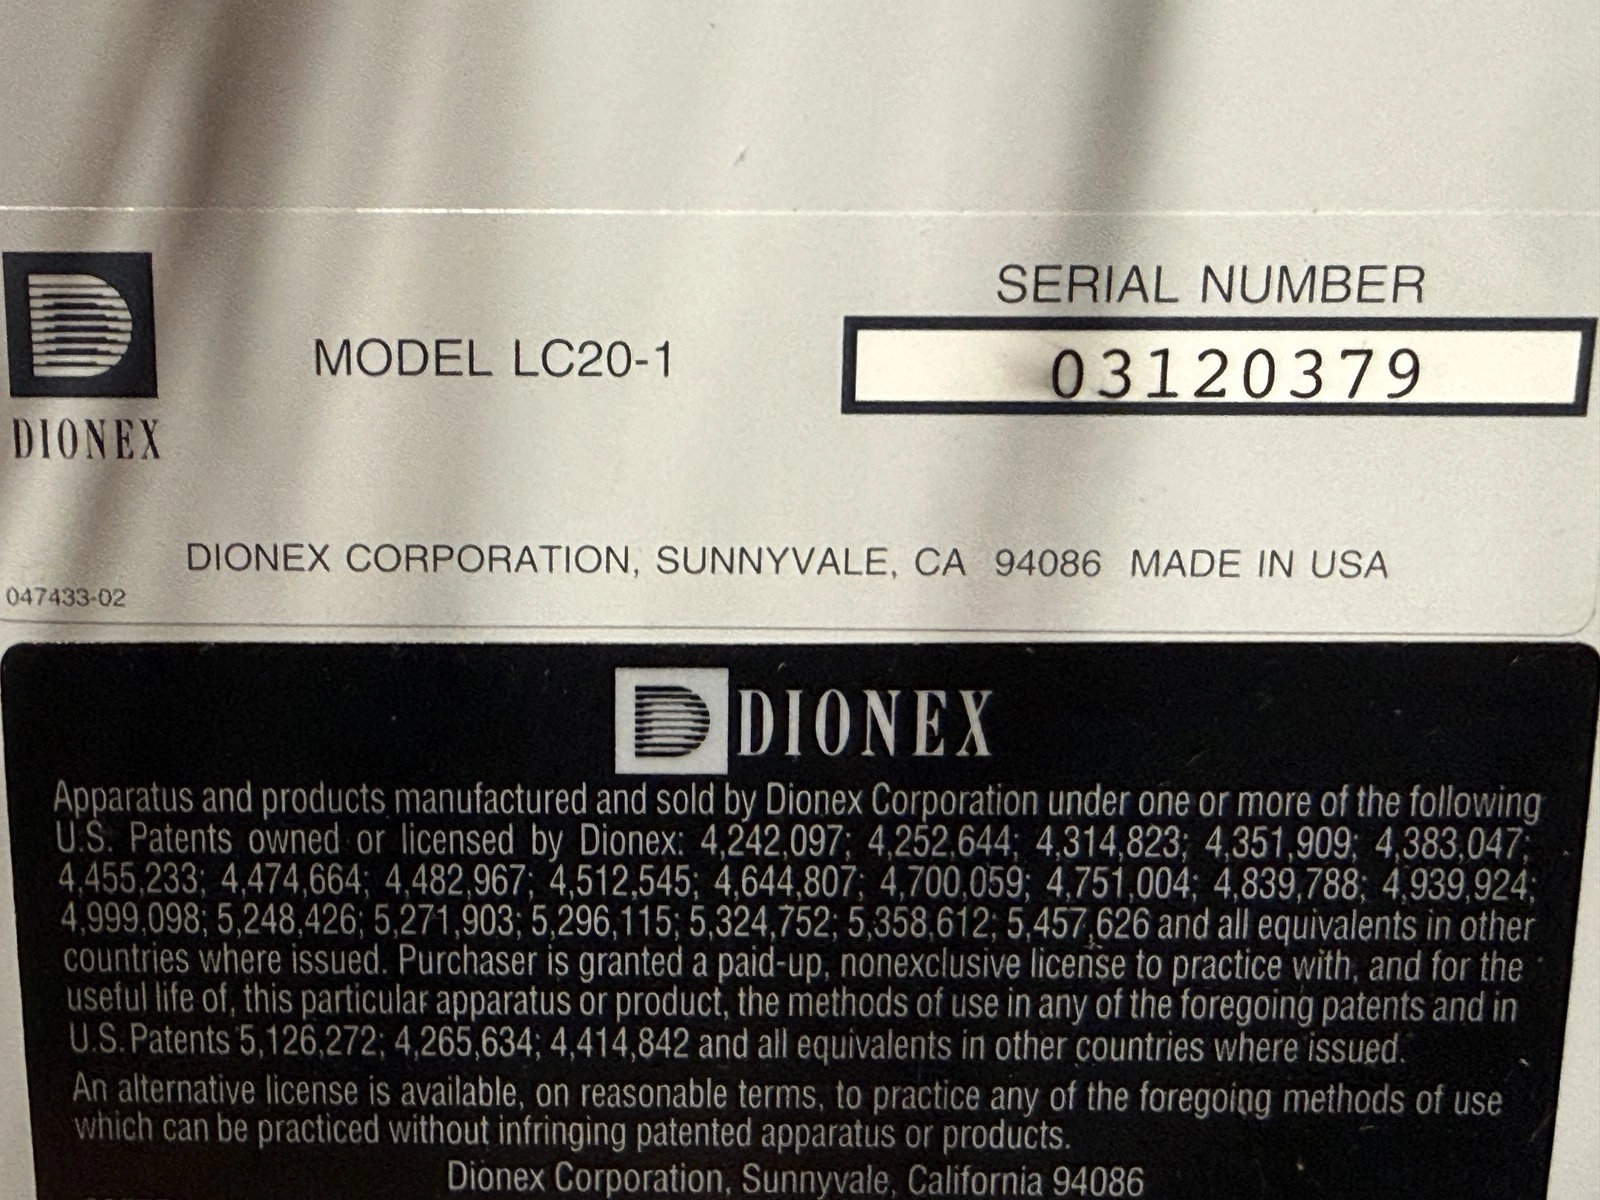 SERIAL NUMBER
MODEL LC20-1
03120379
DIONEX
DIONEX CORPORATION, SUNNYVALE, CA 94086 MADE IN USA
047433-02
DIONEX
Apparatus and products manufactured and sold by Dionex Corporation under one or more of the following
U.S. Patents owned or licensed by Dionex: 4,242,097; 4,252,644; 4,314,823; 4,351,909; 4,383,047;
4,455,233; 4,474,664; 4,482,967; 4,512,545; 4,644,807; 4,700,059; 4,751,004; 4,839,788; 4,939,924;
4,999,098; 5,248,426; 5,271,903; 5,296,115; 5,324,752; 5,358,612; 5,457,626 and all equivalents in other
countries where issued. Purchaser is granted a paid-up, nonexclusive license to practice with, and for the
useful life of, this particular apparatus or product, the methods of use in any of the foregoing patents and in
U.S. Patents 5,126,272; 4,265,634; 4,414,842 and all equivalents in other countries where issued.
An alternative license is available, on reasonable terms, to practice any of the foregoing methods of use
which can be practiced without infringing patented apparatus or products.
Dionex Corporation, Sunnyvale, California 94086